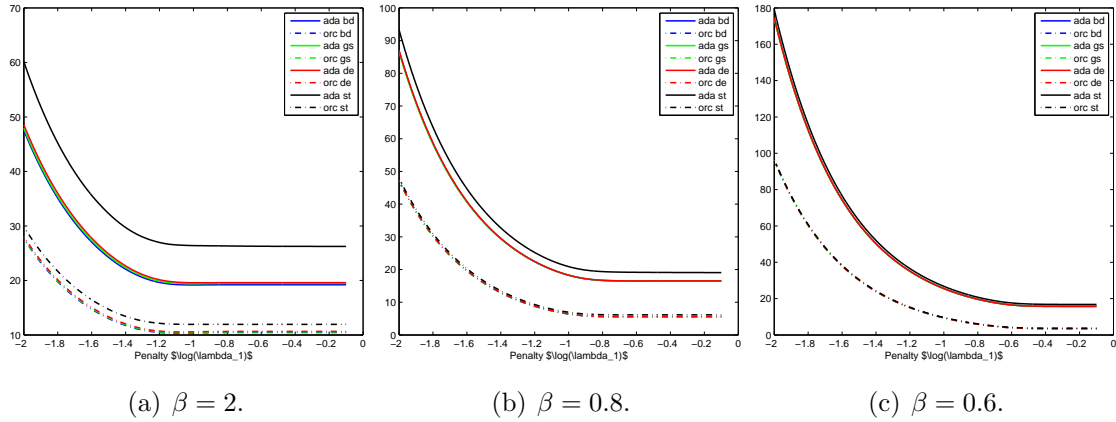 70
60
50
40
30
20
10
−2 −1.8 −1.6 −1.4 −1.2 −1 −0.8 −0.6 −0.4 −0.2 0
Penalty $\log(\lambda_1)$
ada bd
orc bd
ada gs
orc gs
ada de
orc de
ada st
orc st
(a) β = 2.
100
90
80
70
60
50
40
30
20
10
0
−2 −1.8 −1.6 −1.4 −1.2 −1 −0.8 −0.6 −0.4 −0.2 0
Penalty $\log(\lambda_1)$
ada bd
orc bd
ada gs
orc gs
ada de
orc de
ada st
orc st
(b) β = 0.8.
180
160
140
120
100
80
60
40
20
0
−2 −1.8 −1.6 −1.4 −1.2 −1 −0.8 −0.6 −0.4 −0.2 0
Penalty $\log(\lambda_1)$
ada bd
orc bd
ada gs
orc gs
ada de
orc de
ada st
orc st
(c) β = 0.6.